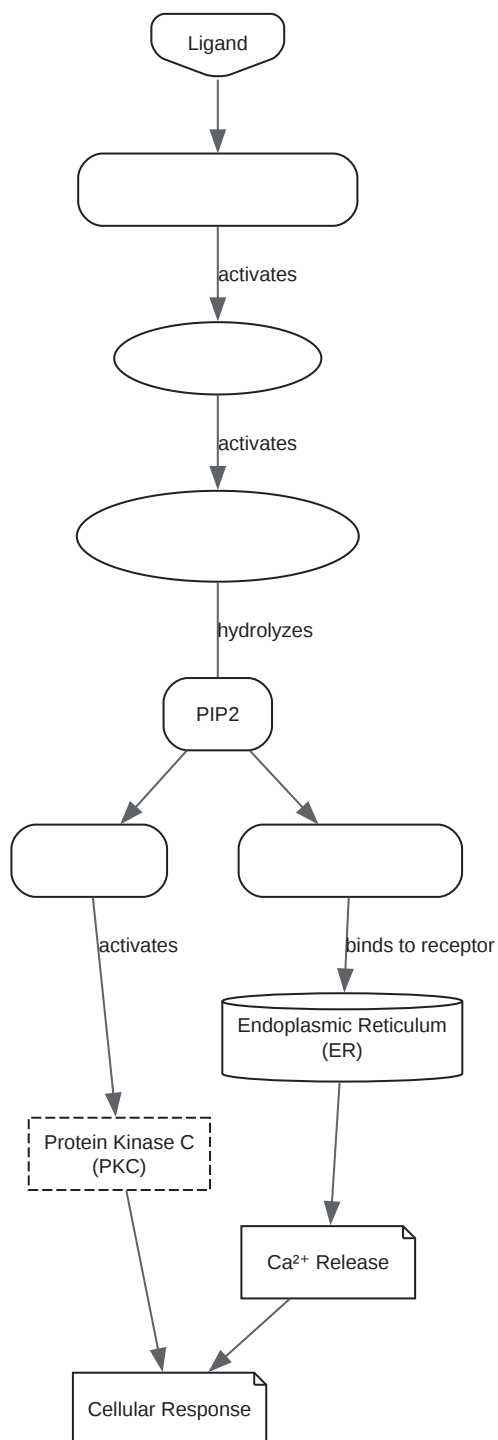 Ligand
activates
activates
hydrolyzes
PIP2
activates
binds to receptor
Endoplasmic Reticulum
(ER)
Protein Kinase C
(PKC)
Ca²⁺ Release
Cellular Response